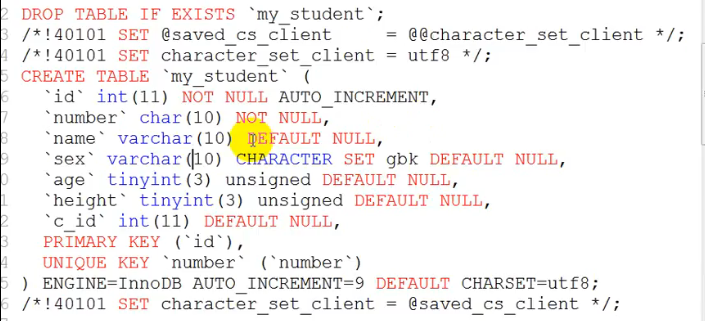 2 DROP TABLE IF EXISTS `my_student`;
3 /*!40101 SET @saved_cs_client     = @@character_set_client */;
4 /*!40101 SET character_set_client = utf8 */;
5 CREATE TABLE `my_student` (
6   `id` int(11) NOT NULL AUTO_INCREMENT,
7   `number` char(10) NOT NULL,
8   `name` varchar(10) DEFAULT NULL,
9   `sex` varchar(10) CHARACTER SET gbk DEFAULT NULL,
0   `age` tinyint(3) unsigned DEFAULT NULL,
1   `height` tinyint(3) unsigned DEFAULT NULL,
2   `c_id` int(11) DEFAULT NULL,
3   PRIMARY KEY (`id`),
4   UNIQUE KEY `number` (`number`)
5 ) ENGINE=InnoDB AUTO_INCREMENT=9 DEFAULT CHARSET=utf8;
6 /*!40101 SET character_set_client = @saved_cs_client */;